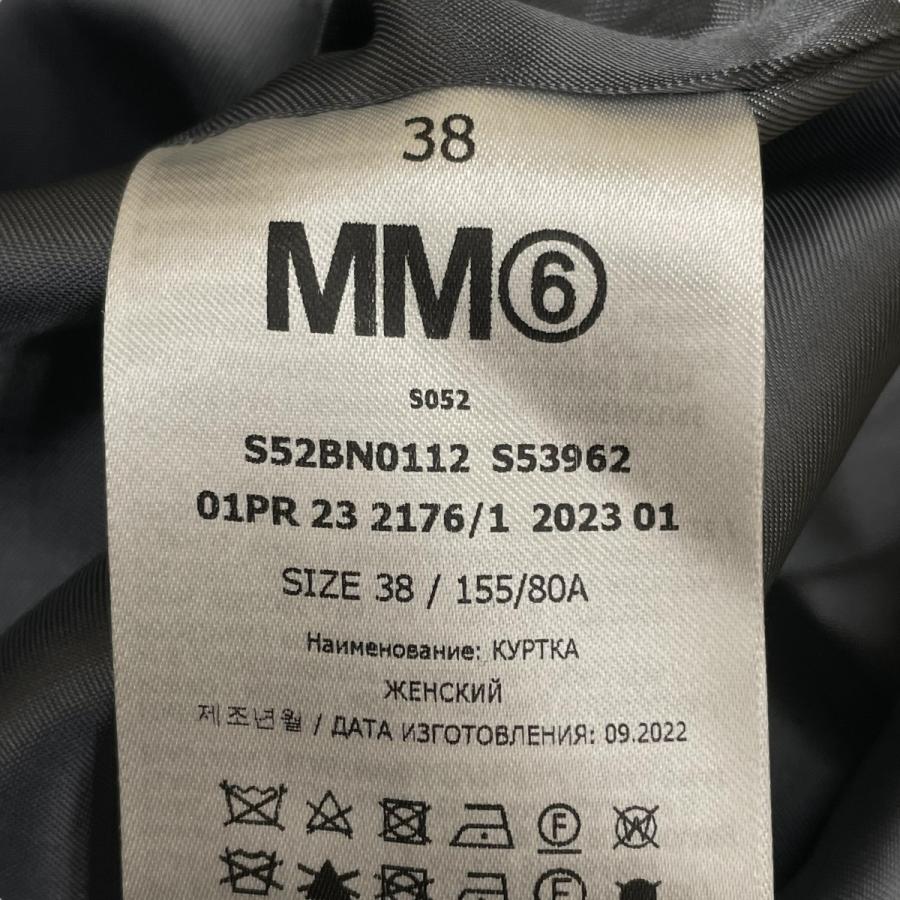 38
MM⑥
S052
S52BN0112 S53962
01PR 23 2176/1 2023 01
SIZE 38 / 155/80A
Наименование: КУРТКА
ЖЕНСКИЙ
제조년월 / ДАТА ИЗГОТОВЛЕНИЯ: 09.2022
F W
F